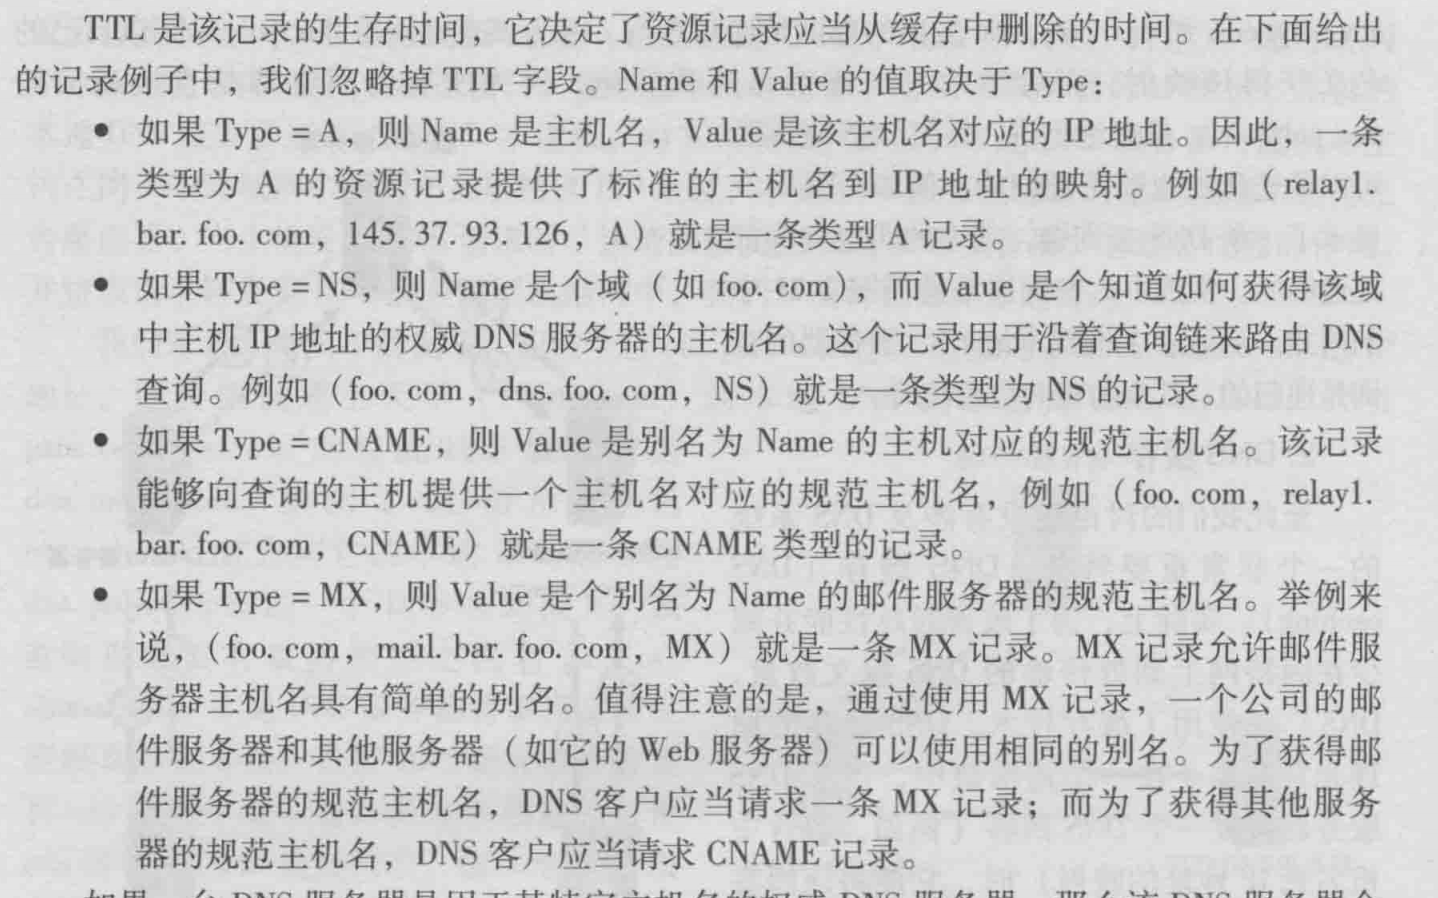 TTL 是该记录的生存时间，它决定了资源记录应当从缓存中删除的时间。在下面给出
的记录例子中，我们忽略掉 TTL 字段。Name 和 Value 的值取决于 Type：
● 如果 Type = A，则 Name 是主机名，Value 是该主机名对应的 IP 地址。因此，一条
类型为 A 的资源记录提供了标准的主机名到 IP 地址的映射。例如（relay1.
bar. foo. com，145. 37. 93. 126，A）就是一条类型 A 记录。
● 如果 Type = NS，则 Name 是个域（如 foo. com），而 Value 是个知道如何获得该域
中主机 IP 地址的权威 DNS 服务器的主机名。这个记录用于沿着查询链来路由 DNS
查询。例如（foo. com，dns. foo. com，NS）就是一条类型为 NS 的记录。
● 如果 Type = CNAME，则 Value 是别名为 Name 的主机对应的规范主机名。该记录
能够向查询的主机提供一个主机名对应的规范主机名，例如（foo. com，relay1.
bar. foo. com，CNAME）就是一条 CNAME 类型的记录。
● 如果 Type = MX，则 Value 是个别名为 Name 的邮件服务器的规范主机名。举例来
说，（foo. com，mail. bar. foo. com，MX）就是一条 MX 记录。MX 记录允许邮件服
务器主机名具有简单的别名。值得注意的是，通过使用 MX 记录，一个公司的邮
件服务器和其他服务器（如它的 Web 服务器）可以使用相同的别名。为了获得邮
件服务器的规范主机名，DNS 客户应当请求一条 MX 记录；而为了获得其他服务
器的规范主机名，DNS 客户应当请求 CNAME 记录。